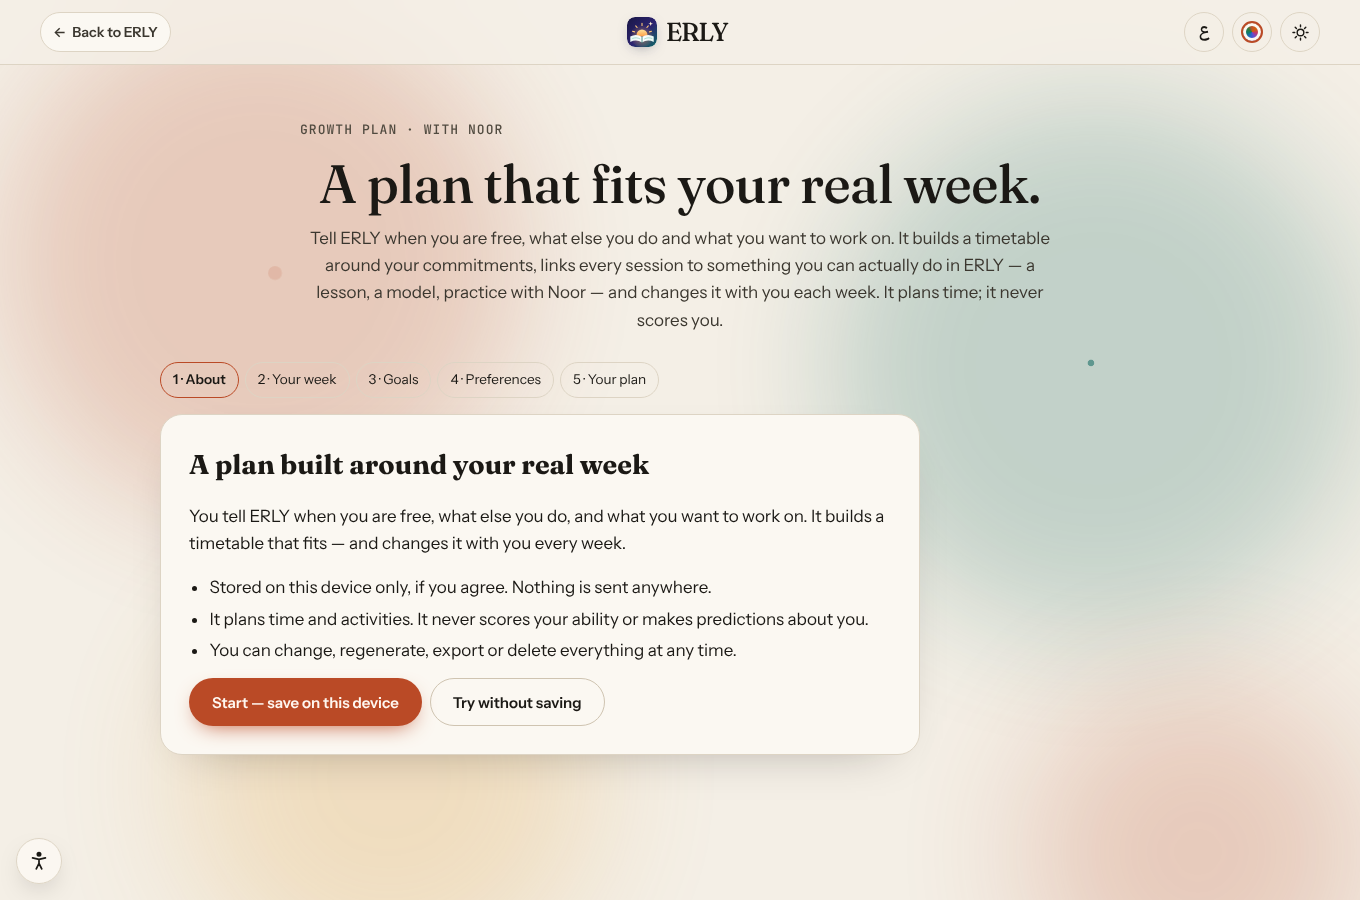 ← Back to ERLY
ERLY
ع
GROWTH PLAN · WITH NOOR
A plan that fits your real week.
Tell ERLY when you are free, what else you do and what you want to work on. It builds a timetable
around your commitments, links every session to something you can actually do in ERLY — a
lesson, a model, practice with Noor — and changes it with you each week. It plans time; it never
scores you.
1 · About
2 · Your week
3 · Goals
4 · Preferences
5 · Your plan
A plan built around your real week
You tell ERLY when you are free, what else you do, and what you want to work on. It builds a
timetable that fits — and changes it with you every week.
• Stored on this device only, if you agree. Nothing is sent anywhere.
• It plans time and activities. It never scores your ability or makes predictions about you.
• You can change, regenerate, export or delete everything at any time.
Start — save on this device
Try without saving